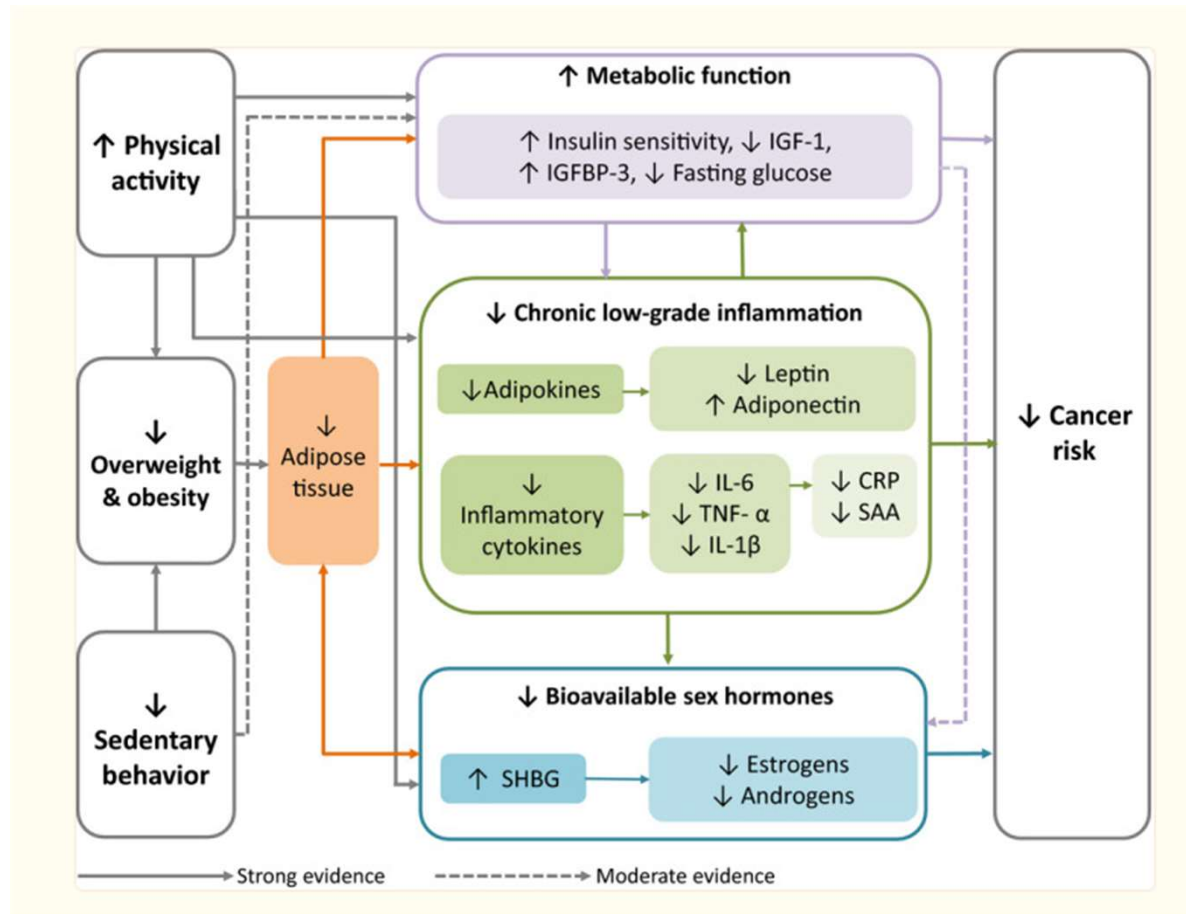 ↑ Physical
activity
↓
Overweight
& obesity
↓
Sedentary
behavior
↓
Adipose
tissue
↑ Metabolic function
↑ Insulin sensitivity, ↓ IGF-1,
↑ IGFBP-3, ↓ Fasting glucose
↓ Chronic low-grade inflammation
↓Adipokines
↓ Leptin
↑ Adiponectin
↓
Inflammatory
cytokines
↓ IL-6
↓ TNF- α
↓ IL-1β
↓ CRP
↓ SAA
↓ Bioavailable sex hormones
↑ SHBG
↓ Estrogens
↓ Androgens
↓ Cancer
risk
Strong evidence
Moderate evidence